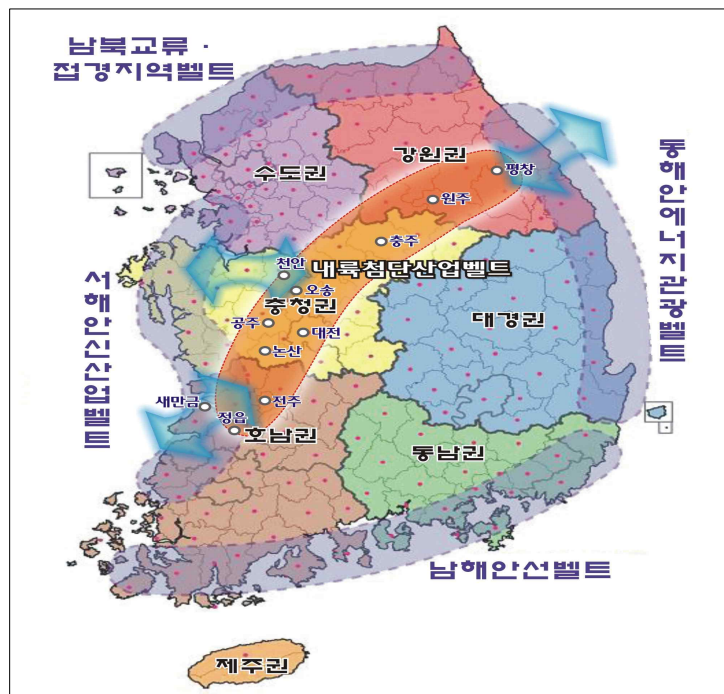 남북교류·
접경지역벨트
강원권
수도권
평창
원주
동해안에너지관광벨트
충주
천안
내륙첨단산업벨트
오송
충청권
서해안신산업벨트
공주
대전
대경권
논산
새만금
전주
정읍
호남권
동남권
남해안선벨트
제주권